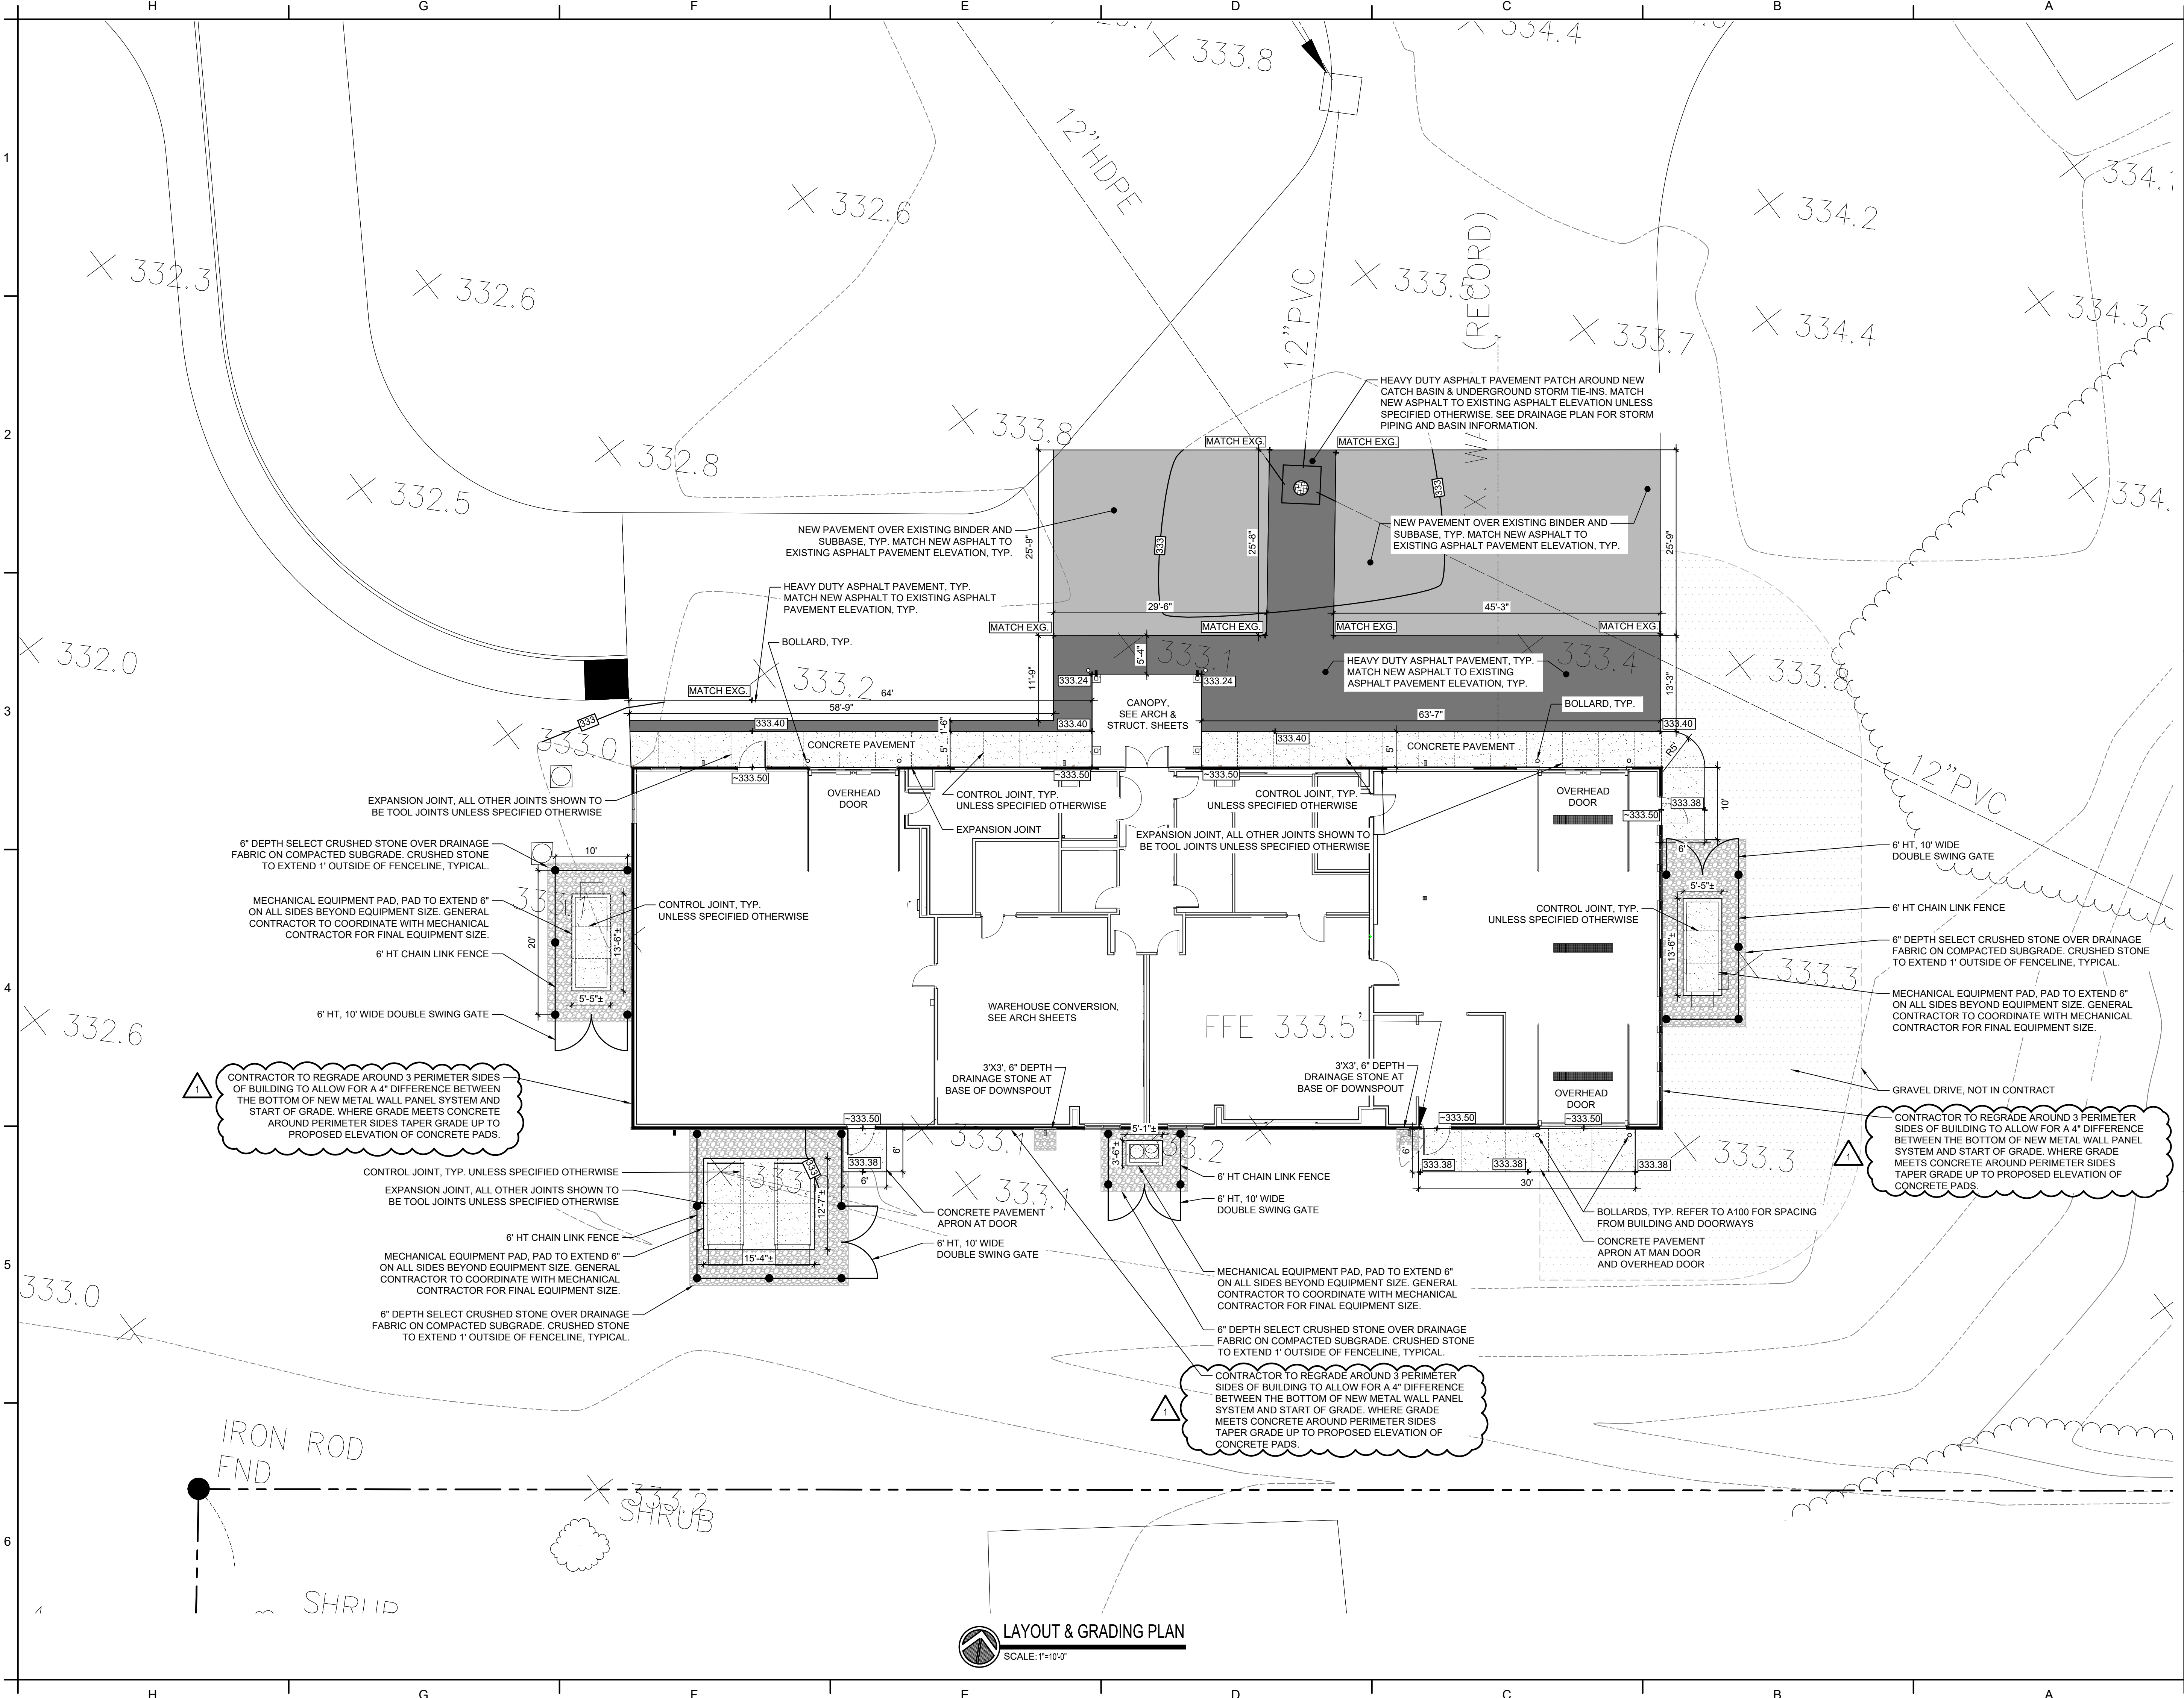 H G F E D C B A
333.8
334.4
1
12"HDPE
334.
332.6
334.2
332.3
332.6
333.5
(RECORD)
12"PVC
333.7
334.4
334.3
HEAVY DUTY ASPHALT PAVEMENT PATCH AROUND NEW
CATCH BASIN & UNDERGROUND STORM TIE-INS. MATCH
NEW ASPHALT TO EXISTING ASPHALT ELEVATION UNLESS
SPECIFIED OTHERWISE. SEE DRAINAGE PLAN FOR STORM
PIPING AND BASIN INFORMATION.
2
333.8
MATCH EXG.
MATCH EXG.
332.8
332.5
334.
333
333
NEW PAVEMENT OVER EXISTING BINDER AND
SUBBASE, TYP. MATCH NEW ASPHALT TO
EXISTING ASPHALT PAVEMENT ELEVATION, TYP.
25'-9"
25'-8"
NEW PAVEMENT OVER EXISTING BINDER AND
SUBBASE, TYP. MATCH NEW ASPHALT TO
EXISTING ASPHALT PAVEMENT ELEVATION, TYP.
25'-9"
HEAVY DUTY ASPHALT PAVEMENT, TYP.
MATCH NEW ASPHALT TO EXISTING ASPHALT
PAVEMENT ELEVATION, TYP.
29'-6"
45'-3"
MATCH EXG.
MATCH EXG.
MATCH EXG.
MATCH EXG.
BOLLARD, TYP.
332.0
333.2
333.1
333.4
333.8
5'-4"
HEAVY DUTY ASPHALT PAVEMENT, TYP.
MATCH NEW ASPHALT TO EXISTING
ASPHALT PAVEMENT ELEVATION, TYP.
11'-9"
13'-3"
333.24
333.24
MATCH EXG.
64'
58'-9"
3
CANOPY,
SEE ARCH &
STRUCT. SHEETS
BOLLARD, TYP.
63'-7"
333
333.40
1'-6"
333.40
333.40
333.40
333.0
CONCRETE PAVEMENT
5'
5'
CONCRETE PAVEMENT
R5'
12"PVC
~333.50
~333.50
~333.50
OVERHEAD
DOOR
OVERHEAD
DOOR
EXPANSION JOINT, ALL OTHER JOINTS SHOWN TO
BE TOOL JOINTS UNLESS SPECIFIED OTHERWISE
CONTROL JOINT, TYP.
UNLESS SPECIFIED OTHERWISE
CONTROL JOINT, TYP.
UNLESS SPECIFIED OTHERWISE
333.38
10'
~333.50
EXPANSION JOINT
EXPANSION JOINT, ALL OTHER JOINTS SHOWN TO
BE TOOL JOINTS UNLESS SPECIFIED OTHERWISE
6" DEPTH SELECT CRUSHED STONE OVER DRAINAGE
FABRIC ON COMPACTED SUBGRADE. CRUSHED STONE
TO EXTEND 1' OUTSIDE OF FENCELINE, TYPICAL.
10'
6'
6' HT, 10' WIDE
DOUBLE SWING GATE
5'-5"±
MECHANICAL EQUIPMENT PAD, PAD TO EXTEND 6"
ON ALL SIDES BEYOND EQUIPMENT SIZE. GENERAL
CONTRACTOR TO COORDINATE WITH MECHANICAL
CONTRACTOR FOR FINAL EQUIPMENT SIZE.
CONTROL JOINT, TYP.
UNLESS SPECIFIED OTHERWISE
CONTROL JOINT, TYP.
UNLESS SPECIFIED OTHERWISE
6' HT CHAIN LINK FENCE
20'
13'-6"±
13'-6"±
6' HT CHAIN LINK FENCE
6" DEPTH SELECT CRUSHED STONE OVER DRAINAGE
FABRIC ON COMPACTED SUBGRADE. CRUSHED STONE
TO EXTEND 1' OUTSIDE OF FENCELINE, TYPICAL.
333.3
4
5'-5"±
6' HT, 10' WIDE DOUBLE SWING GATE
WAREHOUSE CONVERSION,
SEE ARCH SHEETS
MECHANICAL EQUIPMENT PAD, PAD TO EXTEND 6"
ON ALL SIDES BEYOND EQUIPMENT SIZE. GENERAL
CONTRACTOR TO COORDINATE WITH MECHANICAL
CONTRACTOR FOR FINAL EQUIPMENT SIZE.
332.6
FFE 333.5'
3'X3', 6" DEPTH
DRAINAGE STONE AT
BASE OF DOWNSPOUT
3'X3', 6" DEPTH
DRAINAGE STONE AT
BASE OF DOWNSPOUT
1
CONTRACTOR TO REGRADE AROUND 3 PERIMETER SIDES
OF BUILDING TO ALLOW FOR A 4" DIFFERENCE BETWEEN
THE BOTTOM OF NEW METAL WALL PANEL SYSTEM AND
START OF GRADE. WHERE GRADE MEETS CONCRETE
AROUND PERIMETER SIDES TAPER GRADE UP TO
PROPOSED ELEVATION OF CONCRETE PADS.
OVERHEAD
DOOR
GRAVEL DRIVE, NOT IN CONTRACT
~333.50
~333.50
~333.50
1
CONTRACTOR TO REGRADE AROUND 3 PERIMETER
SIDES OF BUILDING TO ALLOW FOR A 4" DIFFERENCE
BETWEEN THE BOTTOM OF NEW METAL WALL PANEL
SYSTEM AND START OF GRADE. WHERE GRADE
MEETS CONCRETE AROUND PERIMETER SIDES
TAPER GRADE UP TO PROPOSED ELEVATION OF
CONCRETE PADS.
5'-1"±
3'-6"±
333.1
333.3
6'
6'
333
333.38
6'
333.38
333.38
333.38
30'
CONTROL JOINT, TYP. UNLESS SPECIFIED OTHERWISE
EXPANSION JOINT, ALL OTHER JOINTS SHOWN TO
BE TOOL JOINTS UNLESS SPECIFIED OTHERWISE
12'-7"±
333.1
6' HT CHAIN LINK FENCE
6' HT, 10' WIDE
DOUBLE SWING GATE
CONCRETE PAVEMENT
APRON AT DOOR
BOLLARDS, TYP. REFER TO A100 FOR SPACING
FROM BUILDING AND DOORWAYS
6' HT CHAIN LINK FENCE
6' HT, 10' WIDE
DOUBLE SWING GATE
CONCRETE PAVEMENT
APRON AT MAN DOOR
AND OVERHEAD DOOR
5
MECHANICAL EQUIPMENT PAD, PAD TO EXTEND 6"
ON ALL SIDES BEYOND EQUIPMENT SIZE. GENERAL
CONTRACTOR TO COORDINATE WITH MECHANICAL
CONTRACTOR FOR FINAL EQUIPMENT SIZE.
15'-4"±
MECHANICAL EQUIPMENT PAD, PAD TO EXTEND 6"
ON ALL SIDES BEYOND EQUIPMENT SIZE. GENERAL
CONTRACTOR TO COORDINATE WITH MECHANICAL
CONTRACTOR FOR FINAL EQUIPMENT SIZE.
333.0
6" DEPTH SELECT CRUSHED STONE OVER DRAINAGE
FABRIC ON COMPACTED SUBGRADE. CRUSHED STONE
TO EXTEND 1' OUTSIDE OF FENCELINE, TYPICAL.
6" DEPTH SELECT CRUSHED STONE OVER DRAINAGE
FABRIC ON COMPACTED SUBGRADE. CRUSHED STONE
TO EXTEND 1' OUTSIDE OF FENCELINE, TYPICAL.
1
CONTRACTOR TO REGRADE AROUND 3 PERIMETER
SIDES OF BUILDING TO ALLOW FOR A 4" DIFFERENCE
BETWEEN THE BOTTOM OF NEW METAL WALL PANEL
SYSTEM AND START OF GRADE. WHERE GRADE
MEETS CONCRETE AROUND PERIMETER SIDES
TAPER GRADE UP TO PROPOSED ELEVATION OF
CONCRETE PADS.
IRON ROD
FND
333.2
SHRUB
6
SHRUB
LAYOUT & GRADING PLAN
SCALE: 1"=10'-0"
H G F E D C B A